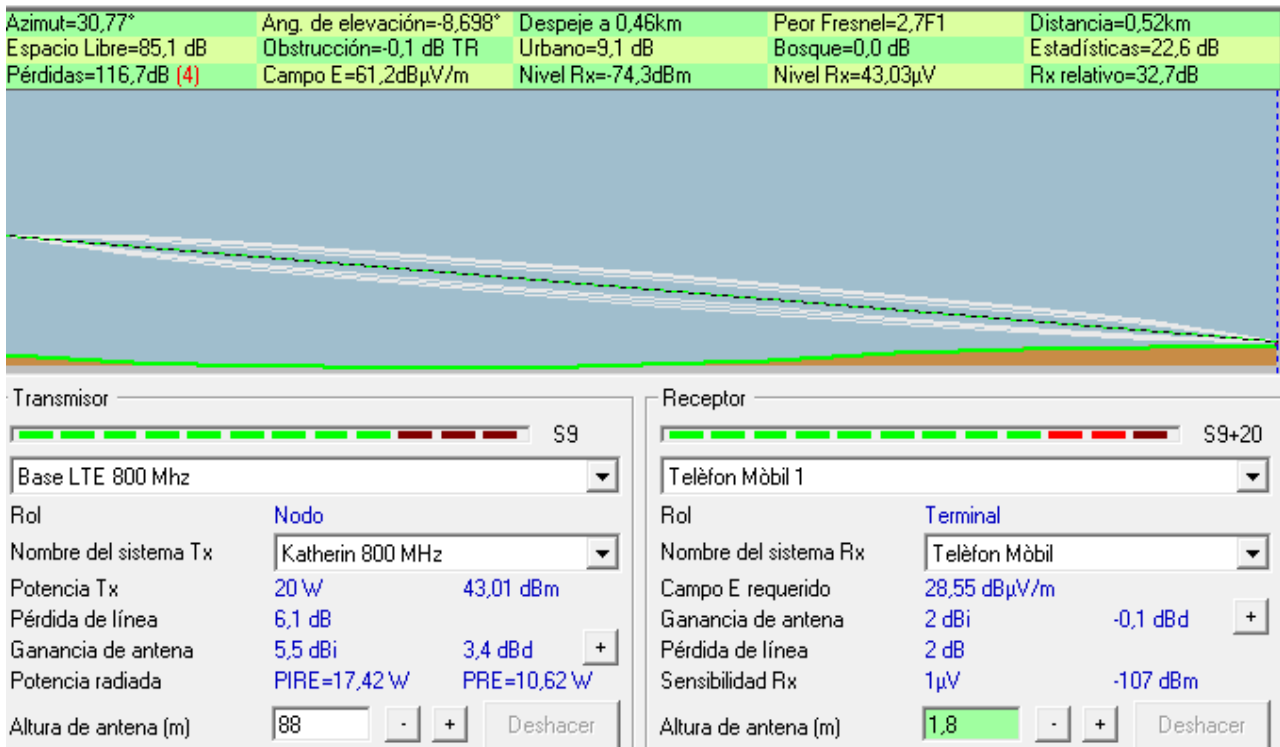 Azimut=30,77° Ang. de elevación=-8,698° Despeje a 0,46km Peor Fresnel=2,7F1 Distancia=0,52km
Espacio Libre=85,1 dB Obstrucción=-0,1 dB TR Urbano=9,1 dB Bosque=0,0 dB Estadísticas=22,6 dB
Pérdidas=116,7dB (4) Campo E=61,2dBµV/m Nivel Rx=-74,3dBm Nivel Rx=43,03µV Rx relativo=32,7dB
Transmisor
S9
Base LTE 800 Mhz
Rol Nodo
Nombre del sistema Tx Katherin 800 MHz
Potencia Tx 20 W 43,01 dBm
Pérdida de línea 6,1 dB
Ganancia de antena 5,5 dBi 3,4 dBd +
Potencia radiada PIRE=17,42 W PRE=10,62 W
Altura de antena (m) 88 - + Deshacer
Receptor
S9+20
Telèfon Mòbil 1
Rol Terminal
Nombre del sistema Rx Telèfon Mòbil
Campo E requerido 28,55 dBµV/m
Ganancia de antena 2 dBi -0,1 dBd +
Pérdida de línea 2 dB
Sensibilidad Rx 1µV -107 dBm
Altura de antena (m) 1,8 - + Deshacer